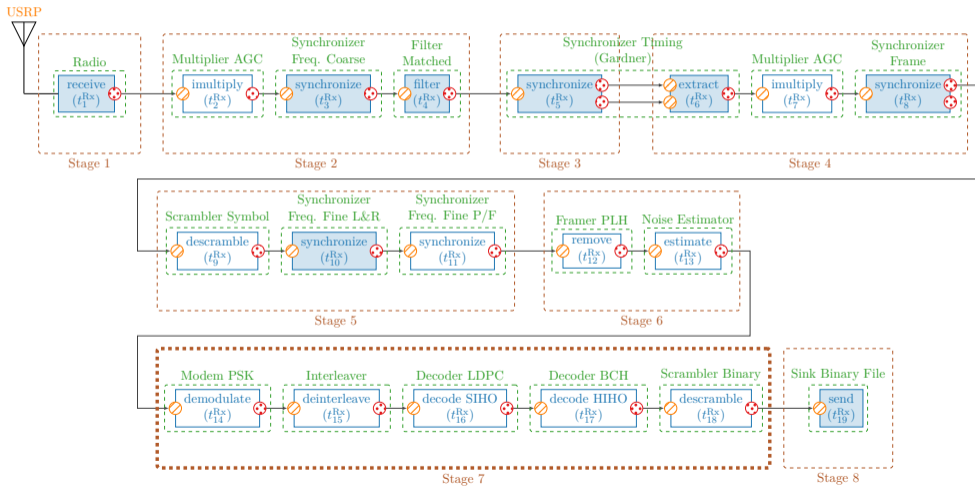 USRP
Radio
receive
(t₁ᴿˣ)
Stage 1
Multiplier AGC
imultiply
(t₂ᴿˣ)
Synchronizer
Freq. Coarse
synchronize
(t₃ᴿˣ)
Filter
Matched
filter
(t₄ᴿˣ)
Stage 2
Synchronizer Timing
(Gardner)
synchronize
(t₅ᴿˣ)
Stage 3
extract
(t₆ᴿˣ)
Multiplier AGC
imultiply
(t₇ᴿˣ)
Synchronizer
Frame
synchronize
(t₈ᴿˣ)
Stage 4
Scrambler Symbol
descramble
(t₉ᴿˣ)
Synchronizer
Freq. Fine L&R
synchronize
(t₁₀ᴿˣ)
Synchronizer
Freq. Fine P/F
synchronize
(t₁₁ᴿˣ)
Stage 5
Framer PLH
remove
(t₁₂ᴿˣ)
Noise Estimator
estimate
(t₁₃ᴿˣ)
Stage 6
Modem PSK
demodulate
(t₁₄ᴿˣ)
Interleaver
deinterleave
(t₁₅ᴿˣ)
Decoder LDPC
decode SIHO
(t₁₆ᴿˣ)
Decoder BCH
decode HIHO
(t₁₇ᴿˣ)
Scrambler Binary
descramble
(t₁₈ᴿˣ)
Stage 7
Sink Binary File
send
(t₁₉ᴿˣ)
Stage 8